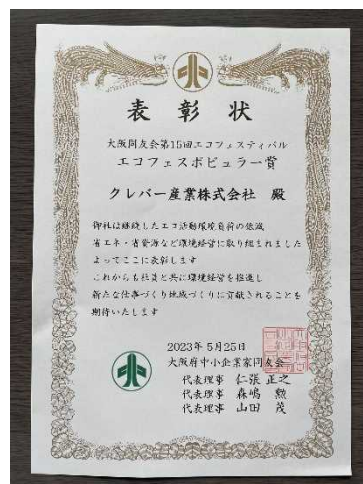 表彰状
大阪同友会第15回エコフェスティバル
エコフェスポピュラー賞
クレバー産業株式会社 殿
御社は継続したエコ活動環境負荷の低減
省エネ・省資源など環境経営に取り組まれました
よってここに表彰します
これからも社員と共に環境経営を推進し
新たな仕事づくり地域づくりに貢献されることを
期待いたします
2023年5月25日
大阪府中小企業家同友会
代表理事 仁張 正之
代表理事 森嶋 勲
代表理事 山田 茂